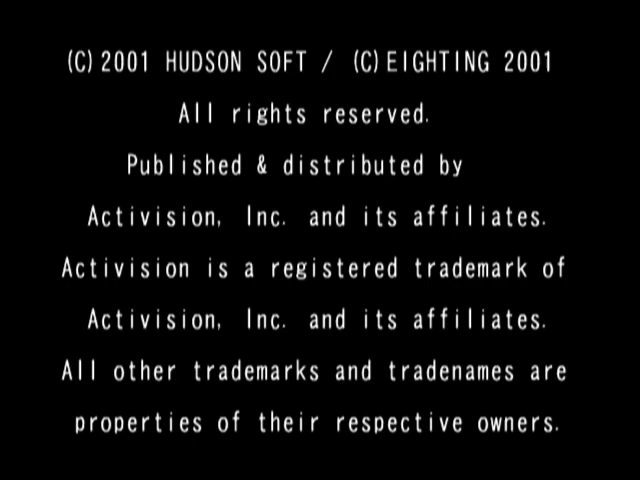 (C)2001 HUDSON SOFT / (C)EIGHTING 2001
All rights reserved.
Published & distributed by
Activision, Inc. and its affiliates.
Activision is a registered trademark of
Activision, Inc. and its affiliates.
All other trademarks and tradenames are
properties of their respective owners.